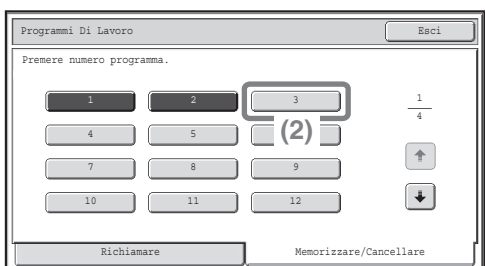 Programmi Di Lavoro Esci
Premere numero programma.
1 2 3 1
4
4 5 (2)
7 8 9
10 11 12
Richiamare Memorizzare/Cancellare